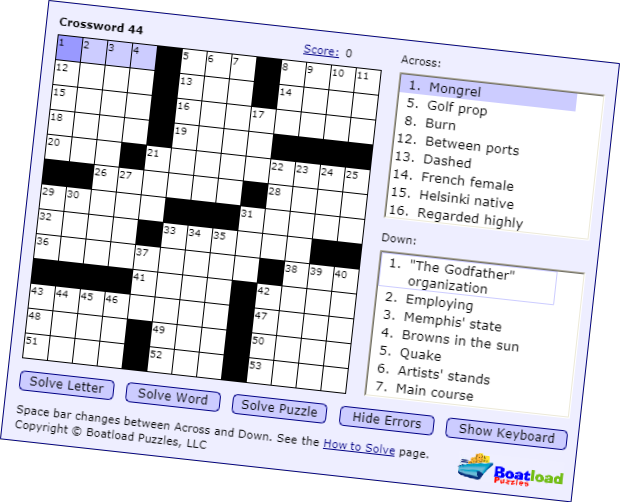 Crossword 44
Score: 0
1 2 3 4 5 6 7 8 9 10 11
12 13 14
15 16 17
18 19
20 21
22 23 24 25
26 27 28
29 30 31
32 33 34 35
36 37
38 39 40
41 42
43 44 45 46 47
48 49 50
51 52 53
Across:
1. Mongrel
5. Golf prop
8. Burn
12. Between ports
13. Dashed
14. French female
15. Helsinki native
16. Regarded highly
Down:
1. "The Godfather"
organization
2. Employing
3. Memphis' state
4. Browns in the sun
5. Quake
6. Artists' stands
7. Main course
Solve Letter Solve Word Solve Puzzle Hide Errors Show Keyboard
Space bar changes between Across and Down. See the How to Solve page.
Copyright © Boatload Puzzles, LLC
Boatload
Puzzles